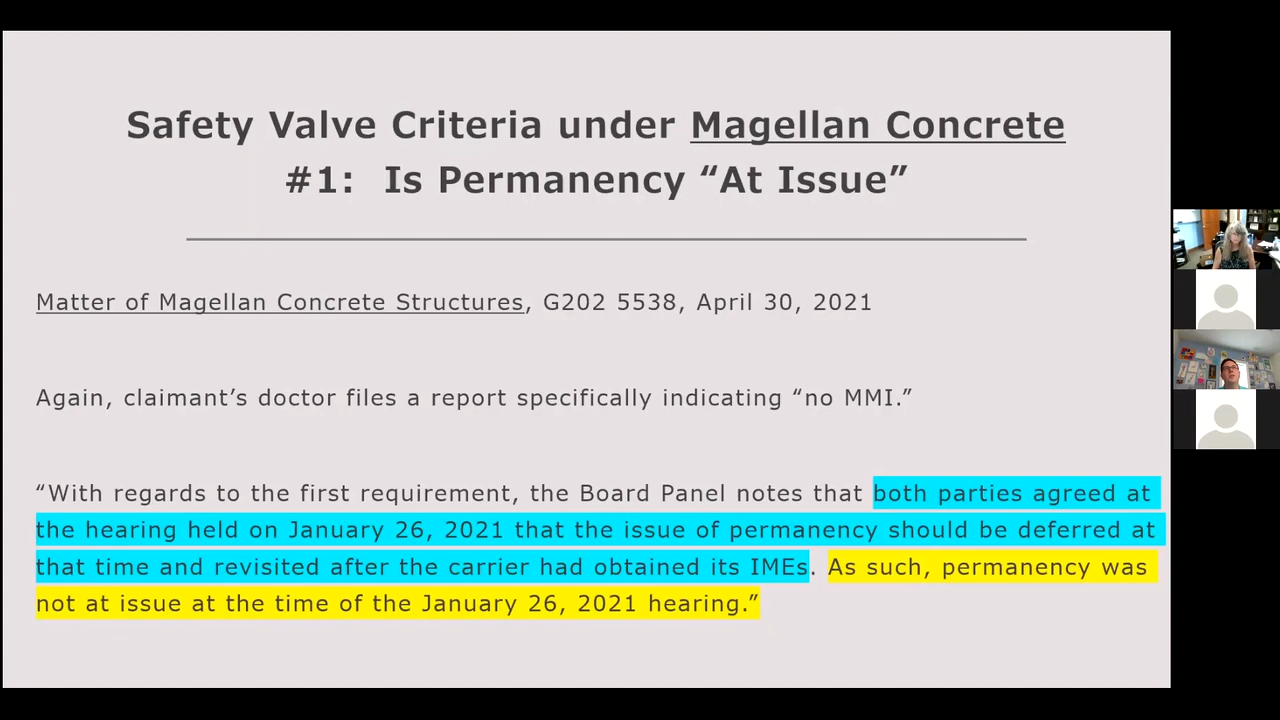 Safety Valve Criteria under Magellan Concrete
#1: Is Permanency “At Issue”
Matter of Magellan Concrete Structures, G202 5538, April 30, 2021
Again, claimant’s doctor files a report specifically indicating “no MMI.”
“With regards to the first requirement, the Board Panel notes that both parties agreed at
the hearing held on January 26, 2021 that the issue of permanency should be deferred at
that time and revisited after the carrier had obtained its IMEs. As such, permanency was
not at issue at the time of the January 26, 2021 hearing.”